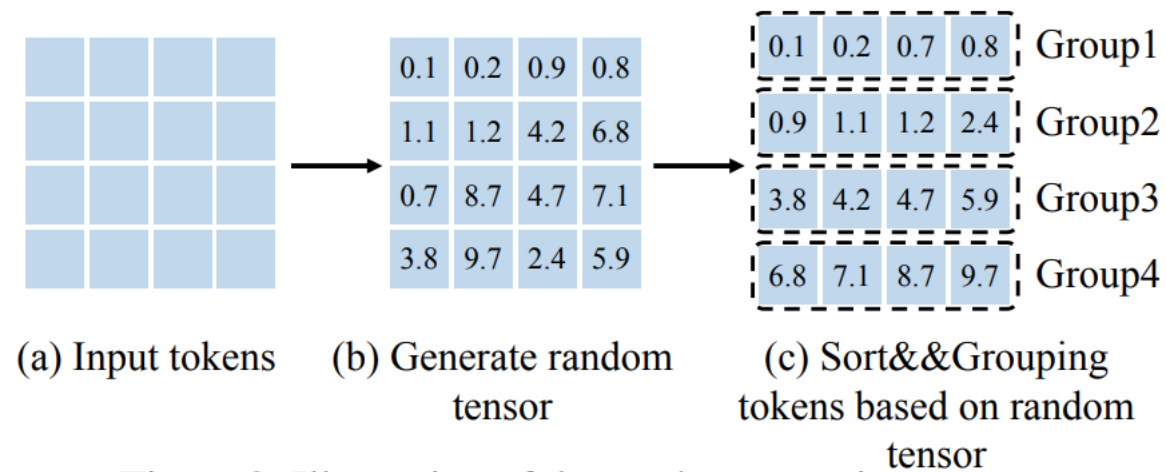 0.1 0.2 0.9 0.8
1.1 1.2 4.2 6.8
0.7 8.7 4.7 7.1
3.8 9.7 2.4 5.9
0.1 0.2 0.7 0.8 Group1
0.9 1.1 1.2 2.4 Group2
3.8 4.2 4.7 5.9 Group3
6.8 7.1 8.7 9.7 Group4
(a) Input tokens
(b) Generate random
tensor
(c) Sort&&Grouping
tokens based on random
tensor